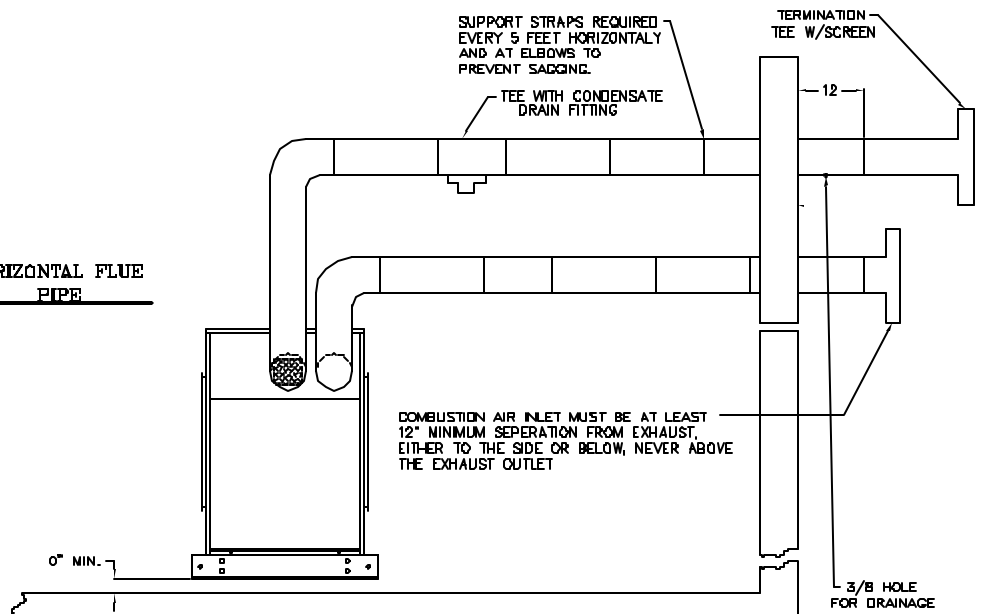 SUPPORT STRAPS REQUIRED
EVERY 5 FEET HORIZONTALY
AND AT ELBOWS TO
PREVENT SAGGING.
TERMINATION
TEE W/SCREEN
12
TEE WITH CONDENSATE
DRAIN FITTING
RIZONTAL FLUE
PIPE
COMBUSTION AIR INLET MUST BE AT LEAST
12" MINIMUM SEPERATION FROM EXHAUST,
EITHER TO THE SIDE OR BELOW, NEVER ABOVE
THE EXHAUST OUTLET
0" MIN.
3/8 HOLE
FOR DRAINAGE